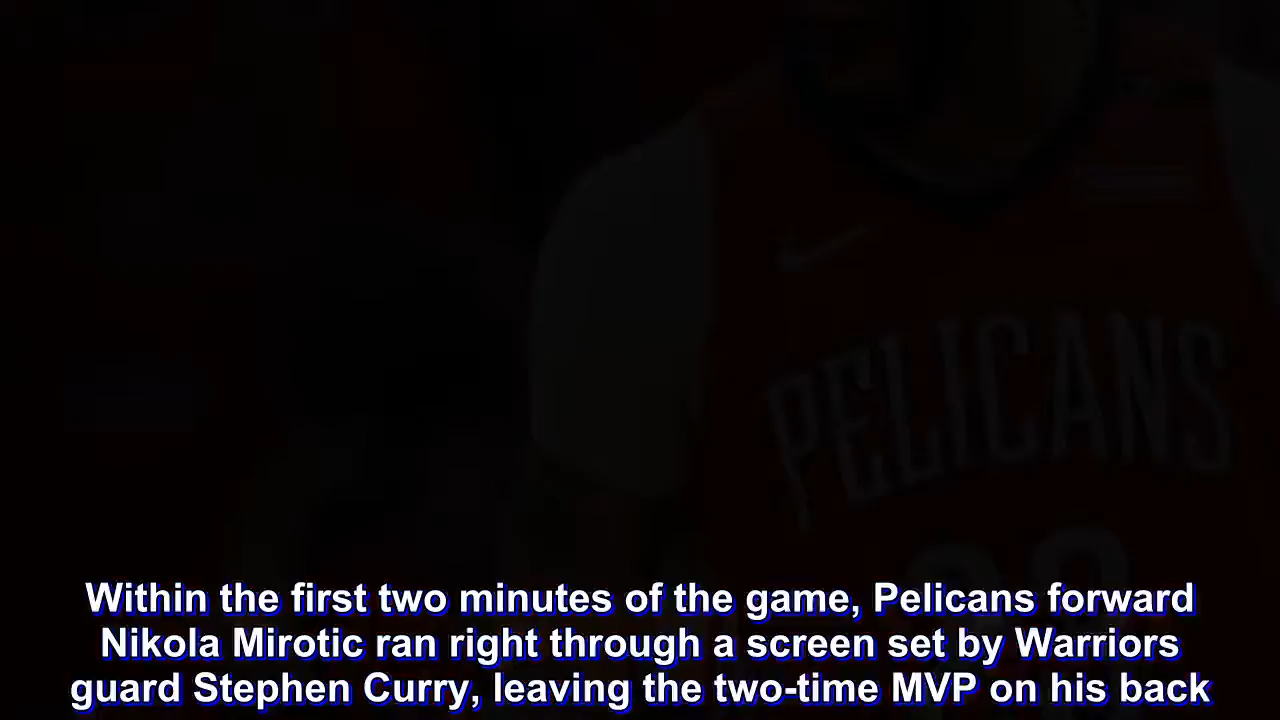 PELICANS
Within the first two minutes of the game, Pelicans forward
Nikola Mirotic ran right through a screen set by Warriors
guard Stephen Curry, leaving the two-time MVP on his back